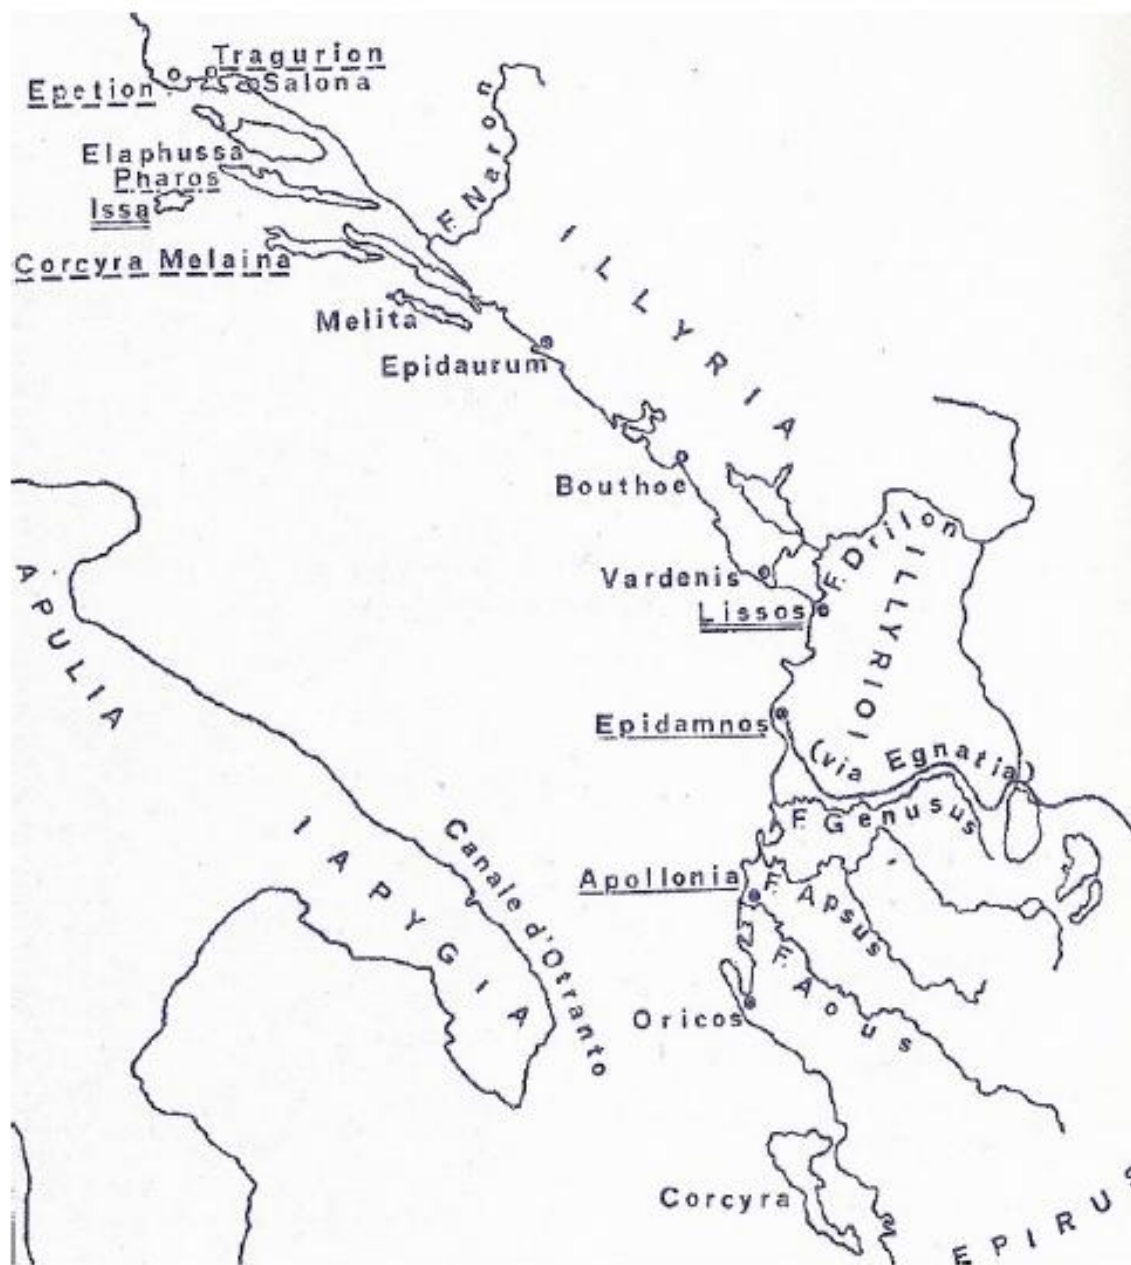 Tragurion
Epetion
Salona
Elaphussa
Pharos
Issa
F. Naron
ILLYRIA
Corcyra Melaina
Melita
Epidaurum
Bouthoe
APULIA
F. Drilon
Vardenis
Lissos
ILLYRIOI
Epidamnos
(via Egnatia)
F. Genusus
IAPYGIA
Canale d'Otranto
Apollonia
F. Apsus
F. Aous
Oricos
Corcyra
EPIRUS